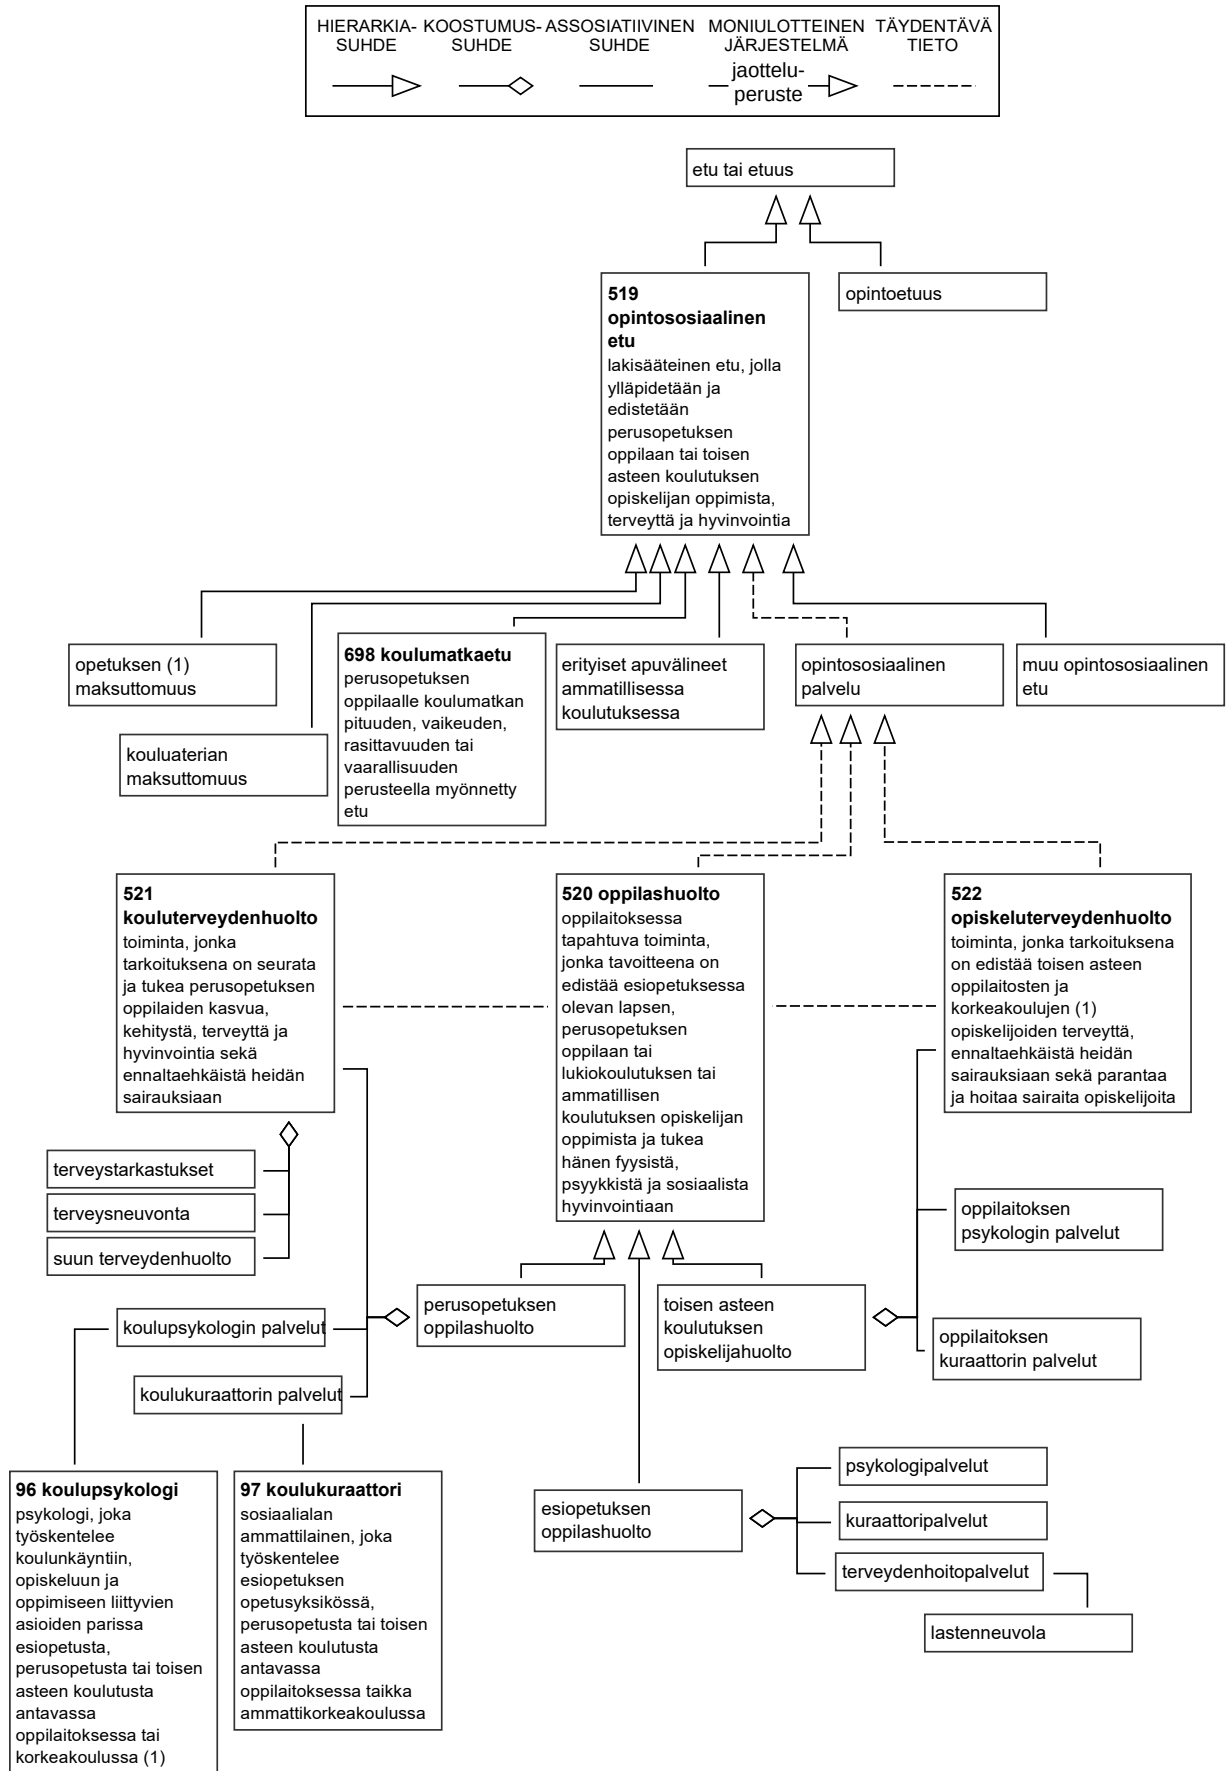 HIERARKIA-
SUHDE
KOOSTUMUS-
SUHDE
ASSOSIATIIVINEN
SUHDE
MONIULOTTEINEN
JÄRJESTELMÄ
jaottelu-
peruste
TÄYDENTÄVÄ
TIETO
etu tai etuus
519
opintososiaalinen
etu
lakisääteinen etu, jolla
ylläpidetään ja
edistetään
perusopetuksen
oppilaan tai toisen
asteen koulutuksen
opiskelijan oppimista,
terveyttä ja hyvinvointia
opintoetuus
opetuksen (1)
maksuttomuus
kouluaterian
maksuttomuus
698 koulumatkaetu
perusopetuksen
oppilaalle koulumatkan
pituuden, vaikeuden,
rasittavuuden tai
vaarallisuuden
perusteella myönnetty
etu
erityiset apuvälineet
ammatillisessa
koulutuksessa
opintososiaalinen
palvelu
muu opintososiaalinen
etu
521
kouluterveydenhuolto
toiminta, jonka
tarkoituksena on seurata
ja tukea perusopetuksen
oppilaiden kasvua,
kehitystä, terveyttä ja
hyvinvointia sekä
ennaltaehkäistä heidän
sairauksiaan
520 oppilashuolto
oppilaitoksessa
tapahtuva toiminta,
jonka tavoitteena on
edistää esiopetuksessa
olevan lapsen,
perusopetuksen
oppilaan tai
lukiokoulutuksen tai
ammatillisen
koulutuksen opiskelijan
oppimista ja tukea
hänen fyysistä,
psyykkistä ja sosiaalista
hyvinvointiaan
522
opiskeluterveydenhuolto
toiminta, jonka tarkoituksena
on edistää toisen asteen
oppilaitosten ja
korkeakoulujen (1)
opiskelijoiden terveyttä,
ennaltaehkäistä heidän
sairauksiaan sekä parantaa
ja hoitaa sairaita opiskelijoita
terveystarkastukset
terveysneuvonta
suun terveydenhuolto
koulupsykologin palvelut
koulukuraattorin palvelut
perusopetuksen
oppilashuolto
toisen asteen
koulutuksen
opiskelijahuolto
oppilaitoksen
psykologin palvelut
oppilaitoksen
kuraattorin palvelut
96 koulupsykologi
psykologi, joka
työskentelee
koulunkäyntiin,
opiskeluun ja
oppimiseen liittyvien
asioiden parissa
esiopetusta,
perusopetusta tai toisen
asteen koulutusta
antavassa
oppilaitoksessa tai
korkeakoulussa (1)
97 koulukuraattori
sosiaalialan
ammattilainen, joka
työskentelee
esiopetuksen
opetusyksikössä,
perusopetusta tai toisen
asteen koulutusta
antavassa
oppilaitoksessa taikka
ammattikorkeakoulussa
esiopetuksen
oppilashuolto
psykologipalvelut
kuraattoripalvelut
terveydenhoitopalvelut
lastenneuvola